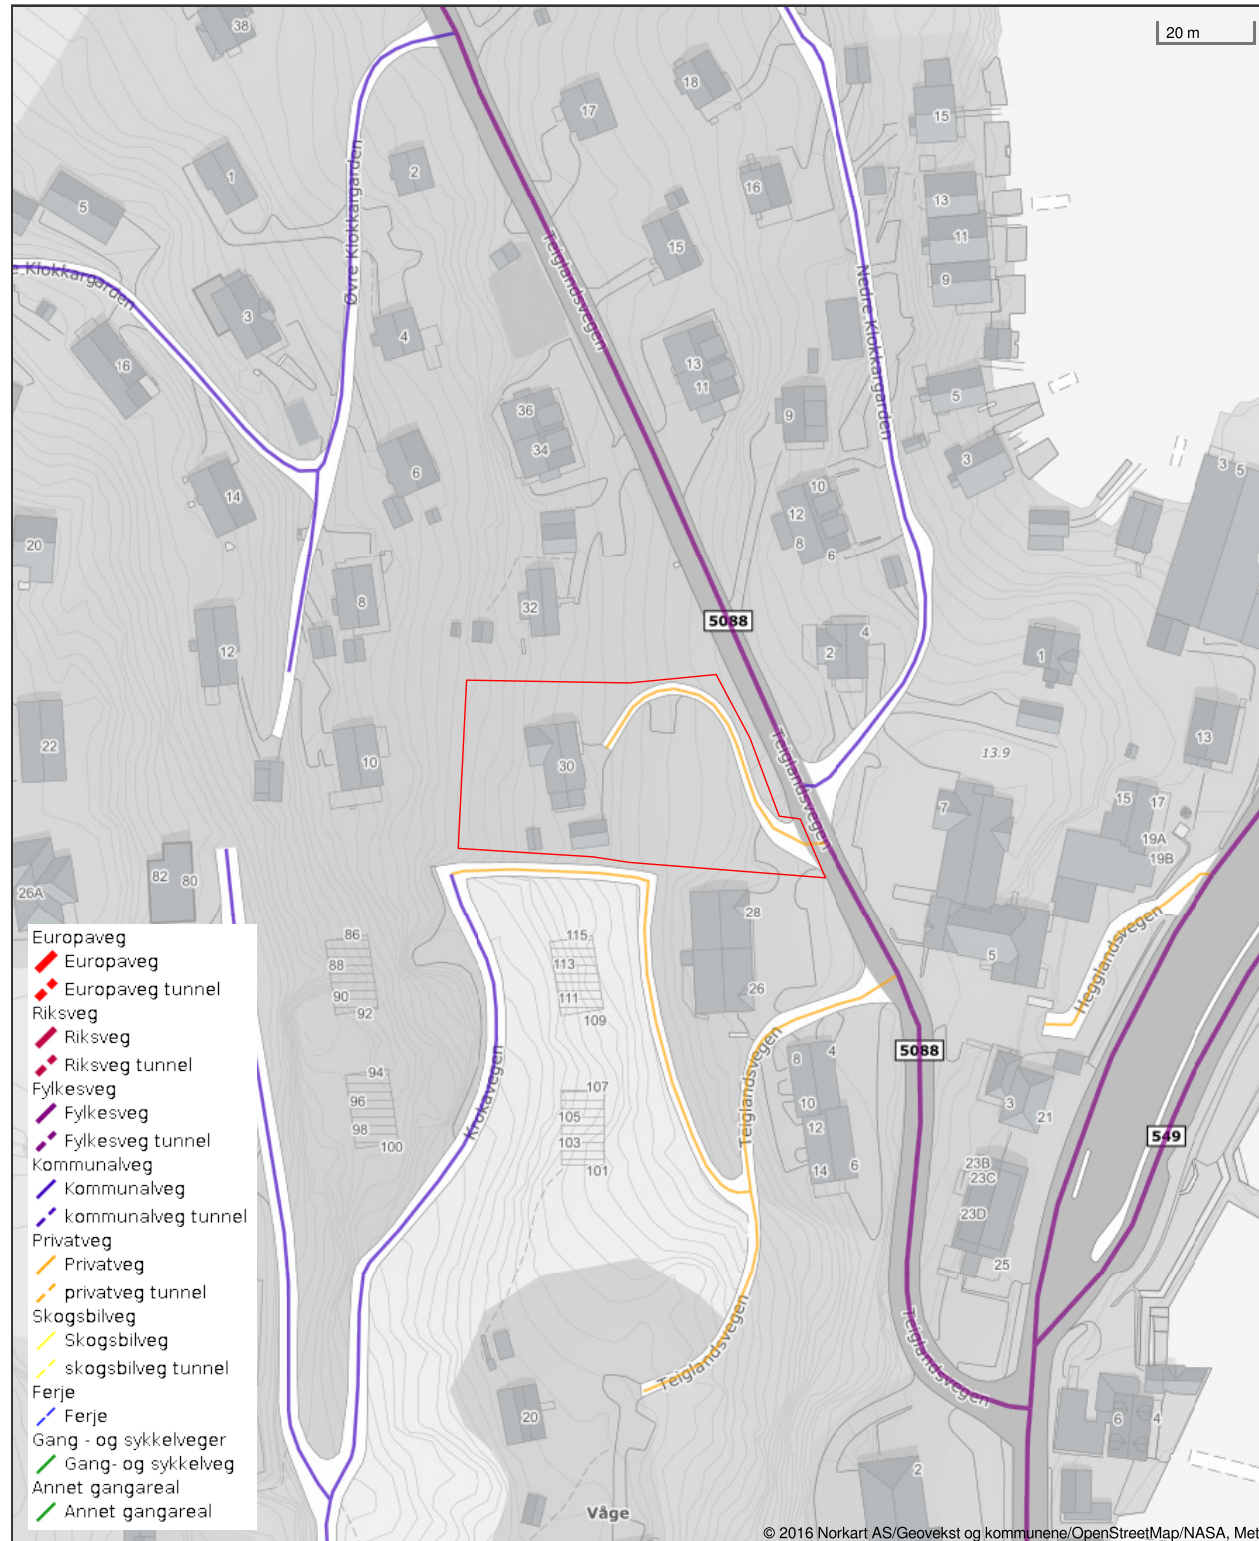 20 m
38
18
17
15
2
1
16
5
13
Øvre Klokkargarden
15
11
Teiglandsvegen
e Klokkargarden
9
Nedre Klokkargarden
3
4
16
13
11
5
36
9
34
3
3 5
6
14
10
12
20
8
6
8
32
5088
4
12
2
1
22
10
30
Teiglandsvegen
13.9
13
7
15 17
19A
19B
82
80
26A
28
5
Hegglandsvegen
86
115
88
113
90
111
26
92
109
Krokavegen
Teiglandsvegen
8 4
5088
94
107
10
3
21
96
105
12
549
98
103
100
101
14 6
23B
23C
23D
25
Teiglandsvegen
Teiglandsvegen
20
6 4
2
Våge
Europaveg
Europaveg
Europaveg tunnel
Riksveg
Riksveg
Riksveg tunnel
Fylkesveg
Fylkesveg
Fylkesveg tunnel
Kommunalveg
Kommunalveg
kommunalveg tunnel
Privatveg
Privatveg
privatveg tunnel
Skogsbilveg
Skogsbilveg
skogsbilveg tunnel
Ferje
Ferje
Gang - og sykkelveger
Gang- og sykkelveg
Annet gangareal
Annet gangareal
© 2016 Norkart AS/Geovekst og kommunene/OpenStreetMap/NASA, Met